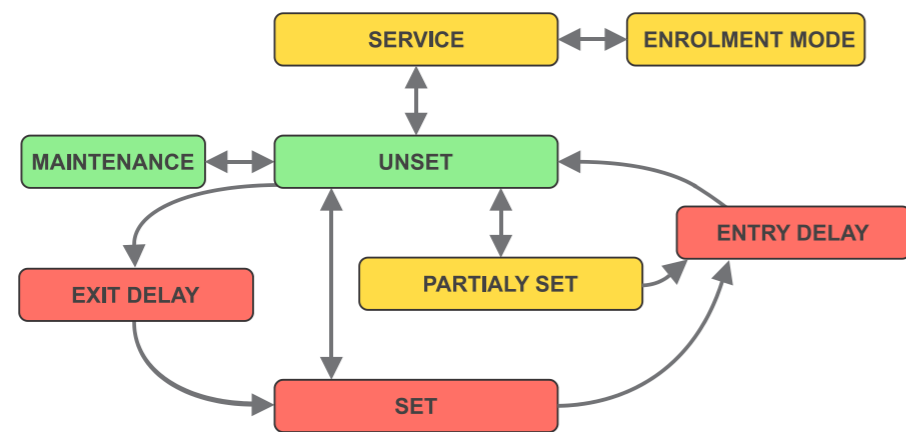 SERVICE
ENROLMENT MODE
MAINTENANCE
UNSET
ENTRY DELAY
PARTIALY SET
EXIT DELAY
SET